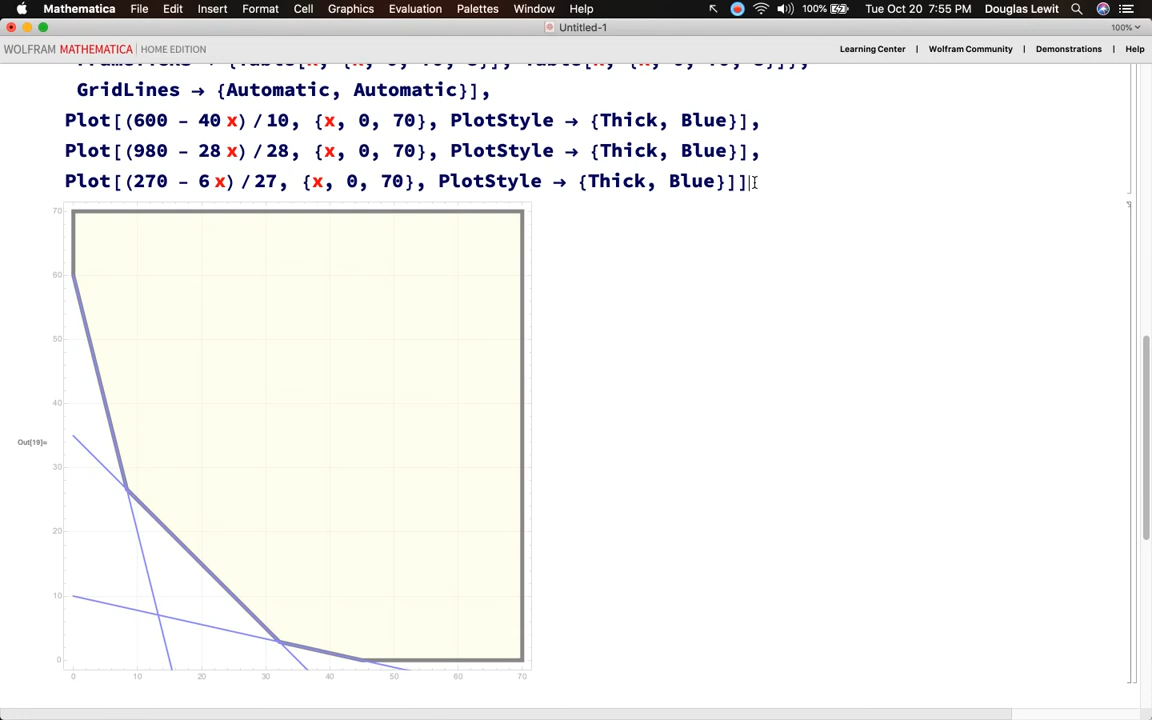 Mathematica File Edit Insert Format Cell Graphics Evaluation Palettes Window Help 100% Tue Oct 20 7:55 PM Douglas Lewit
Untitled-1 100%
WOLFRAM MATHEMATICA | HOME EDITION Learning Center | Wolfram Community | Demonstrations | Help
GridLines → {Automatic, Automatic}],
Plot[(600 - 40 x) / 10, {x, 0, 70}, PlotStyle → {Thick, Blue}],
Plot[(980 - 28 x) / 28, {x, 0, 70}, PlotStyle → {Thick, Blue}],
Plot[(270 - 6 x) / 27, {x, 0, 70}, PlotStyle → {Thick, Blue}]]
70
60
50
40
Out[19]=
30
20
10
0
0 10 20 30 40 50 60 70